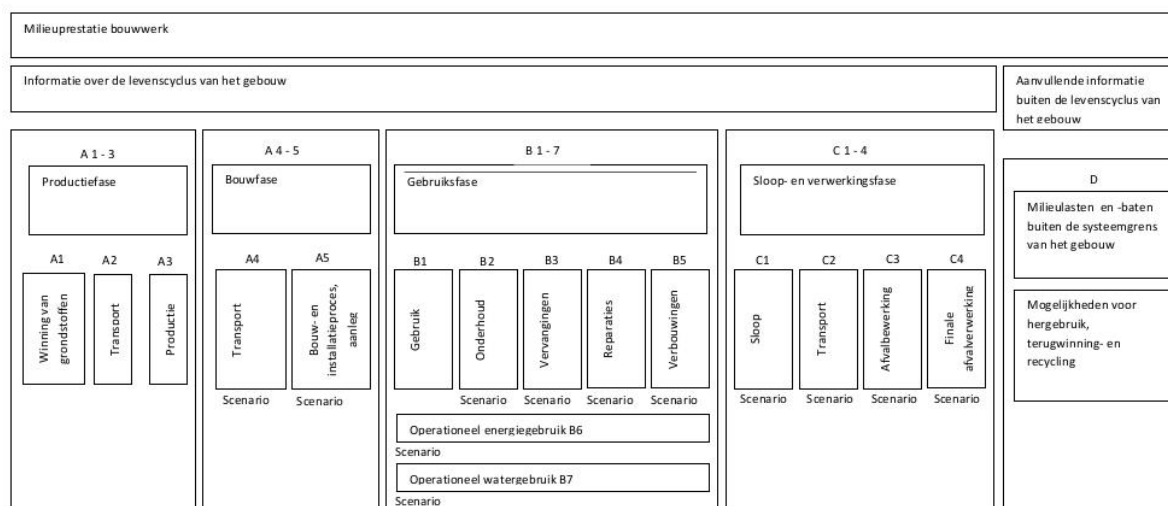 Milieuprestatie bouwwerk
Informatie over de levenscyclus van het gebouw
Aanvullende informatie
buiten de levenscyclus van
het gebouw
A 1 - 3
Productiefase
A1
A2
A3
Winning van
grondstoffen
Transport
Productie
A 4 - 5
Bouwfase
A4
A5
Transport
Bouw- en
installatieproces,
aanleg
Scenario
Scenario
B 1 - 7
Gebruiksfase
B1
B2
B3
B4
B5
Gebruik
Onderhoud
Vervangingen
Reparaties
Verbouwingen
Scenario
Scenario
Scenario
Scenario
Operationeel energiegebruik B6
Scenario
Operationeel watergebruik B7
Scenario
C 1 - 4
Sloop- en verwerkingsfase
C1
C2
C3
C4
Sloop
Transport
Afvalbewerking
Finale
afvalverwerking
Scenario
Scenario
Scenario
Scenario
D
Milieulasten en -baten
buiten de systeemgrens
van het gebouw
Mogelijkheden voor
hergebruik,
terugwinning- en
recycling